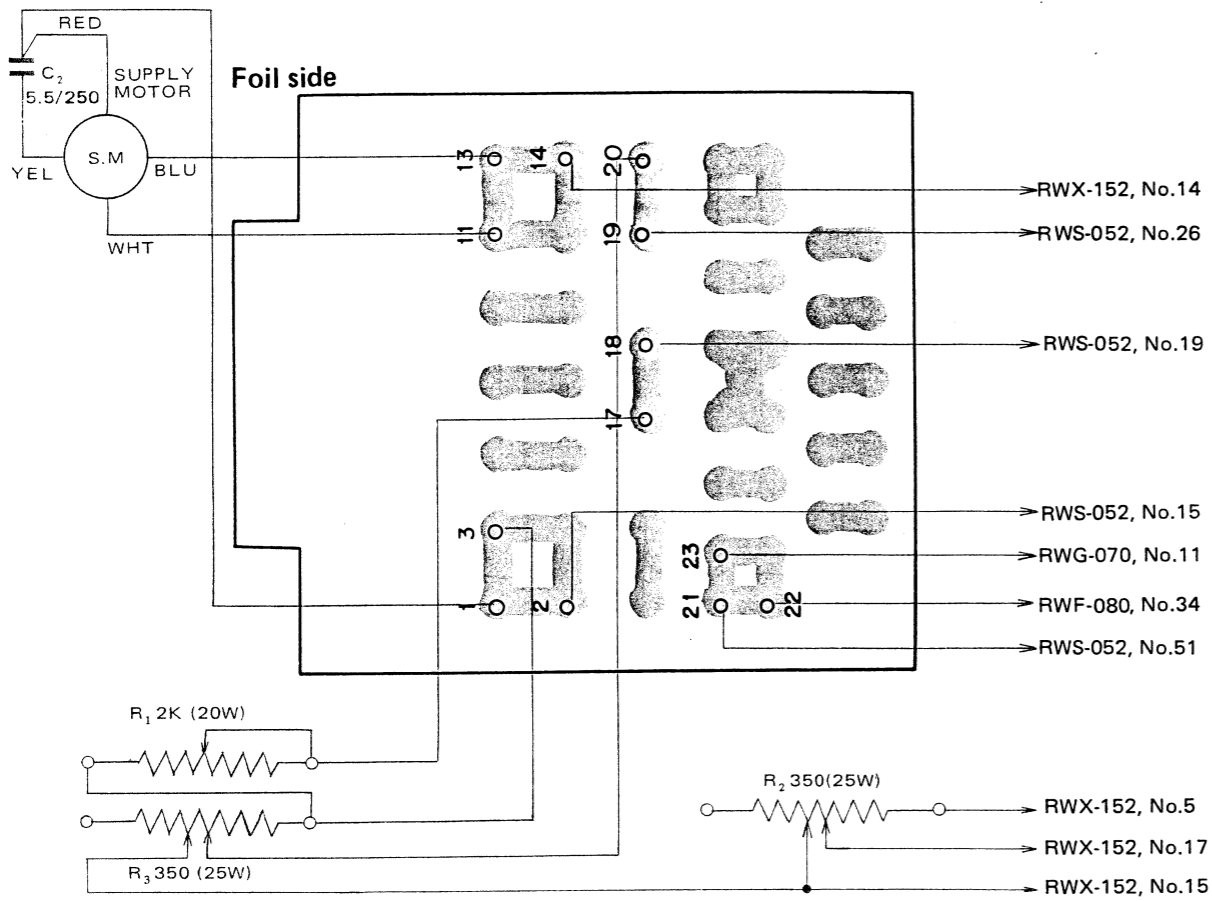 RED
C₂
5.5/250
SUPPLY
MOTOR
Foil side
S.M
YEL
BLU
WHT
13
14
20
11
19
18
17
3
1
2
23
21
22
RWX-152, No.14
RWS-052, No.26
RWS-052, No.19
RWS-052, No.15
RWG-070, No.11
RWF-080, No.34
RWS-052, No.51
R₁ 2K (20W)
R₃ 350 (25W)
R₂ 350(25W)
RWX-152, No.5
RWX-152, No.17
RWX-152, No.15